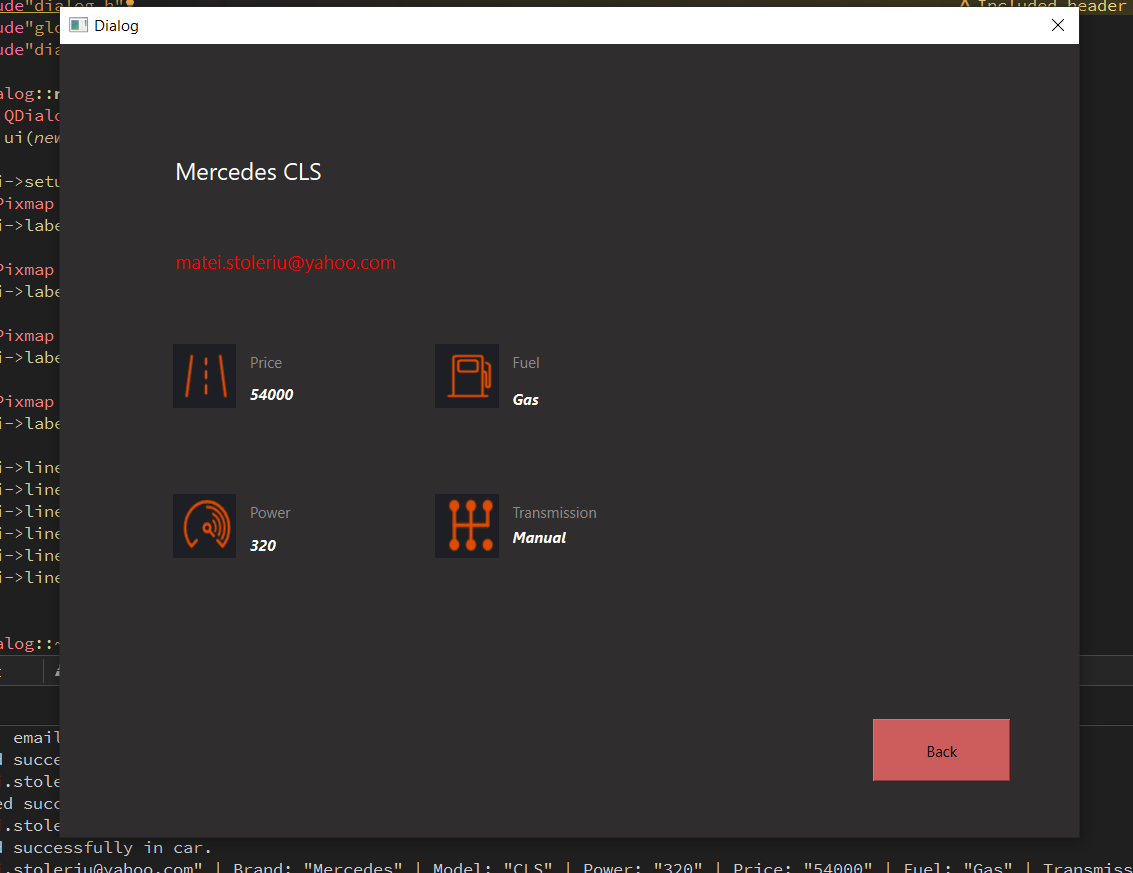 ude"dialog.h"
Included header
ude"glo
ude"dia
Dialog
alog::r
QDialo
ui(new
i->setu
Pixmap
i->labe
Pixmap
i->labe
Pixmap
i->labe
Pixmap
i->labe
i->line
i->line
i->line
i->line
i->line
i->line
alog::~
Mercedes CLS
matei.stoleriu@yahoo.com
Price
54000
Fuel
Gas
Power
320
Transmission
Manual
Back
email
d succe
.stole
ed succ
.stole
d successfully in car.
.stoleriu@yahoo.com" | Brand: "Mercedes" | Model: "CLS" | Power: "320" | Price: "54000" | Fuel: "Gas" | Transmiss